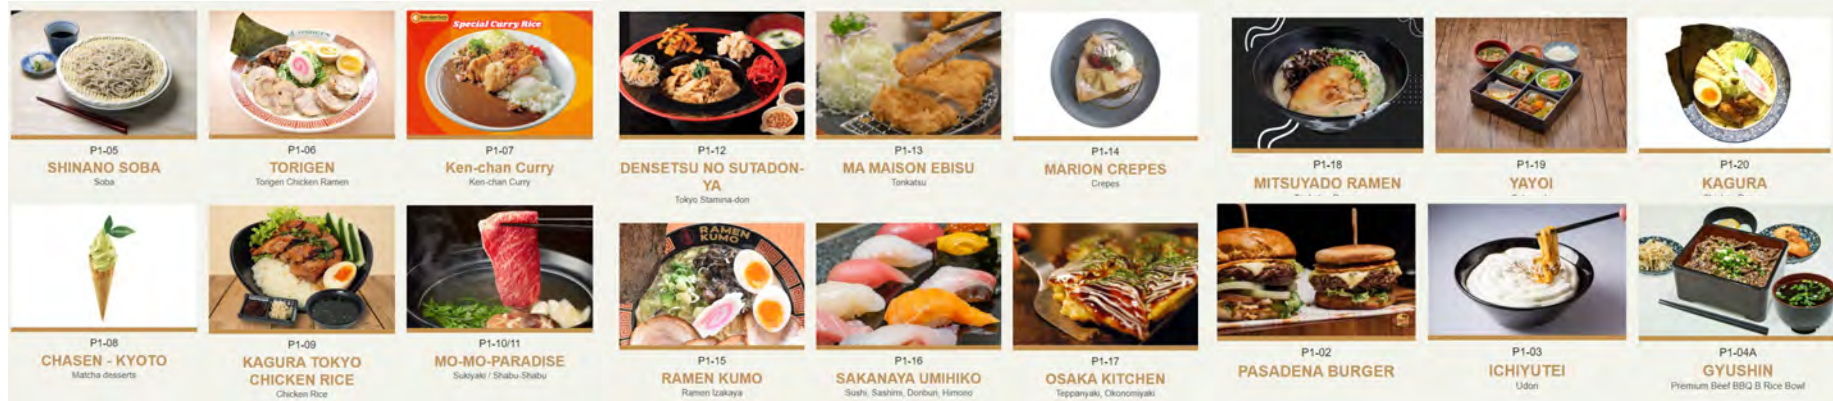 Special Curry Rice
TORIGEN
P1-05
SHINANO SOBA
Soba
P1-06
TORIGEN
Torigen Chicken Ramen
P1-07
Ken-chan Curry
Ken-chan Curry
P1-12
DENSETSU NO SUTADON-
YA
Tokyo Stamina-don
P1-13
MA MAISON EBISU
Tonkatsu
P1-14
MARION CREPES
Crepes
P1-18
MITSUYADO RAMEN
P1-19
YAYOI
P1-20
KAGURA
P1-08
CHASEN - KYOTO
Matcha desserts
P1-09
KAGURA TOKYO
CHICKEN RICE
Chicken Rice
P1-10/11
MO-MO-PARADISE
Sukiyaki / Shabu-Shabu
RAMEN
KUMO
P1-15
RAMEN KUMO
Ramen Izakaya
P1-16
SAKANAYA UMIHIKO
Sushi, Sashimi, Donburi, Himono
P1-17
OSAKA KITCHEN
Teppanyaki, Okonomiyaki
P1-02
PASADENA BURGER
P1-03
ICHIYUTEI
Udon
P1-04A
GYUSHIN
Premium Beef BBQ B Rice Bowl